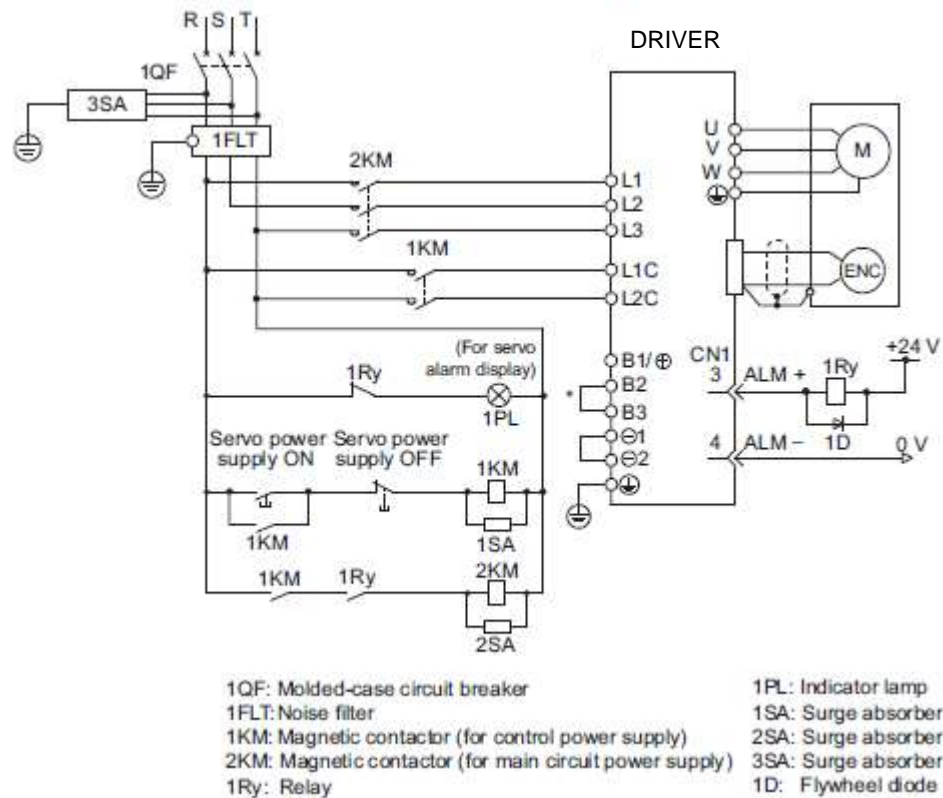 R S T
DRIVER
1QF
3SA
1FLT
2KM
U
V
W
M
L1
L2
L3
1KM
L1C
L2C
ENC
(For servo
alarm display)
1Ry
1PL
B1/⊕
B2
*
B3
⊖1
⊖2
CN1
+24 V
3 ALM + 1Ry
1D
4 ALM − 0 V
Servo power
supply ON
Servo power
supply OFF
1KM
1KM
1SA
1KM 1Ry 2KM
2SA
1QF: Molded-case circuit breaker
1FLT: Noise filter
1KM: Magnetic contactor (for control power supply)
2KM: Magnetic contactor (for main circuit power supply)
1Ry: Relay
1PL: Indicator lamp
1SA: Surge absorber
2SA: Surge absorber
3SA: Surge absorber
1D: Flywheel diode